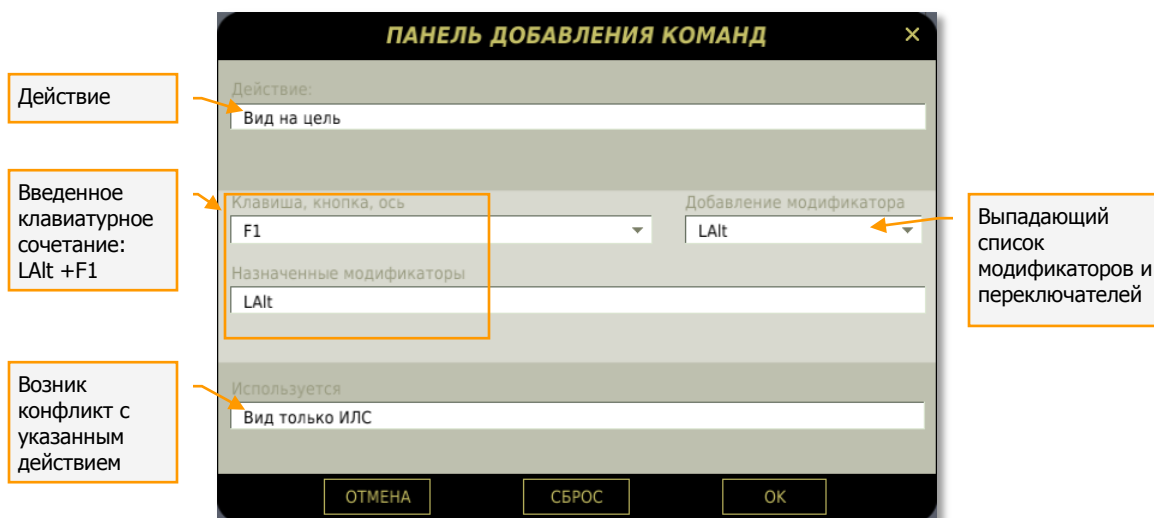 ПАНЕЛЬ ДОБАВЛЕНИЯ КОМАНД
Действие
Действие:
Вид на цель
Введенное
клавиатурное
сочетание:
LAlt +F1
Клавиша, кнопка, ось
F1
Добавление модификатора
LAlt
Назначенные модификаторы
LAlt
Выпадающий
список
модификаторов и
переключателей
Возник
конфликт с
указанным
действием
Используется
Вид только ИЛС
ОТМЕНА
СБРОС
OK